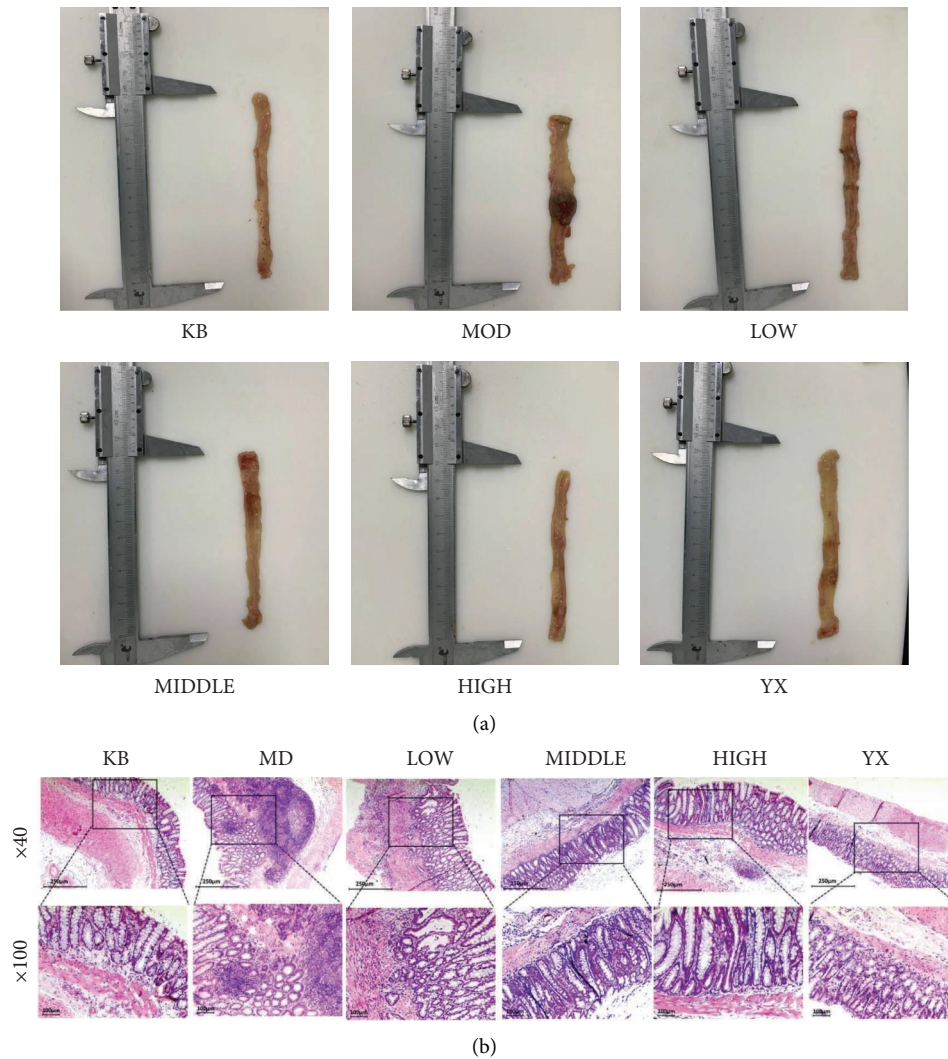 KB MOD LOW
MIDDLE HIGH YX
(a)
KB MD LOW MIDDLE HIGH YX
×40
250μm 250μm 250μm 250μm 250μm 250μm
×100
100μm 100μm 100μm 100μm 100μm 100μm
(b)